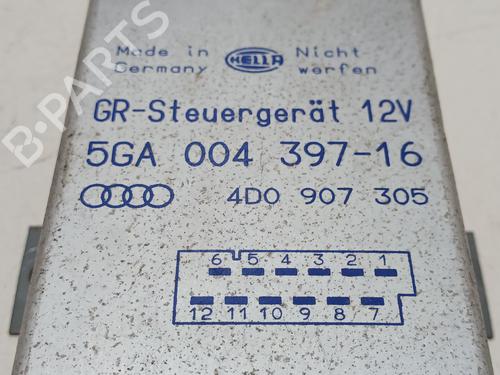 Made in HELLA Nicht
Germany werfen
GR-Steuergerät 12V
5GA 004 397-16
4D0 907 305
6 5 4 3 2 1
12 11 10 9 8 7
B-PARTS